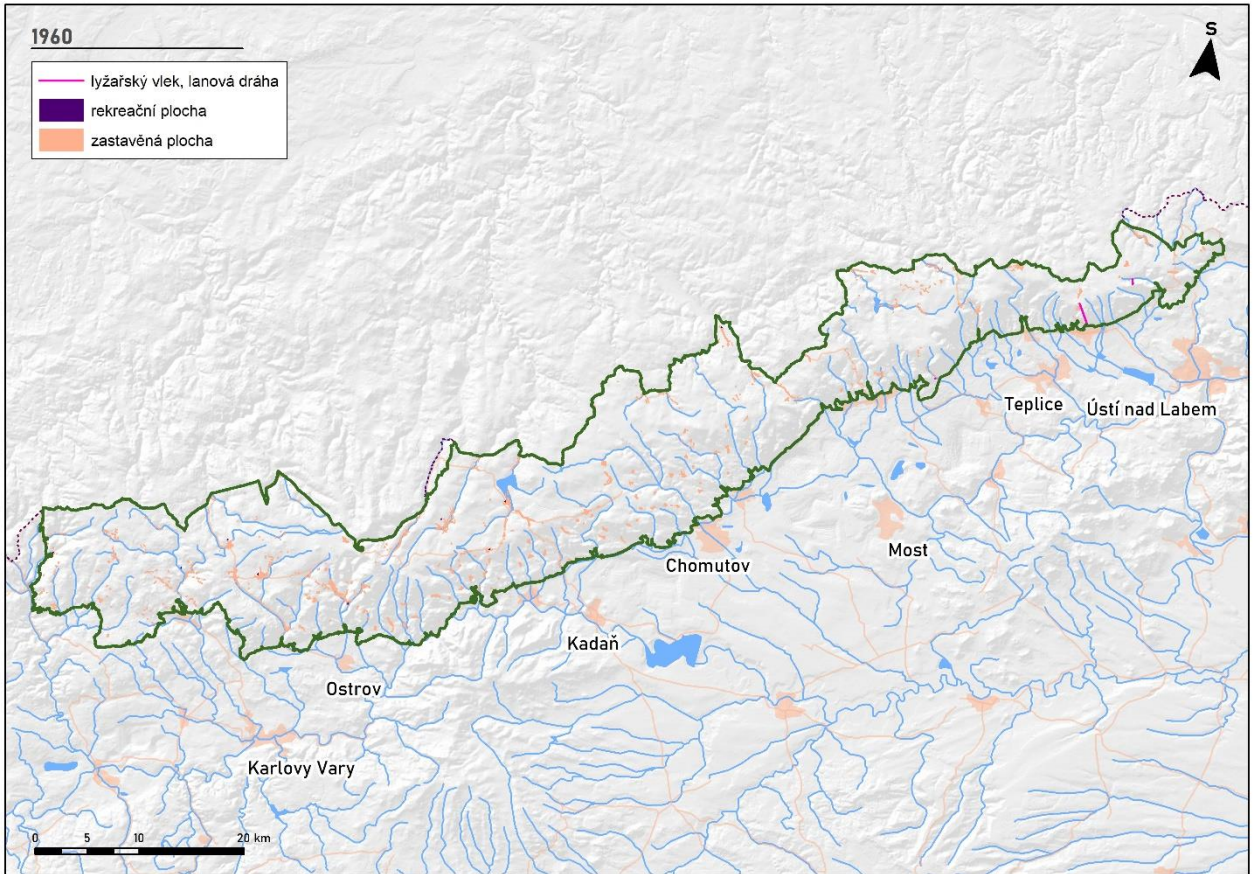 1960
S
lyžařský vlek, lanová dráha
rekreační plocha
zastavěná plocha
Teplice
Ústí nad Labem
Most
Chomutov
Kadaň
Ostrov
Karlovy Vary
0 5 10 20 km